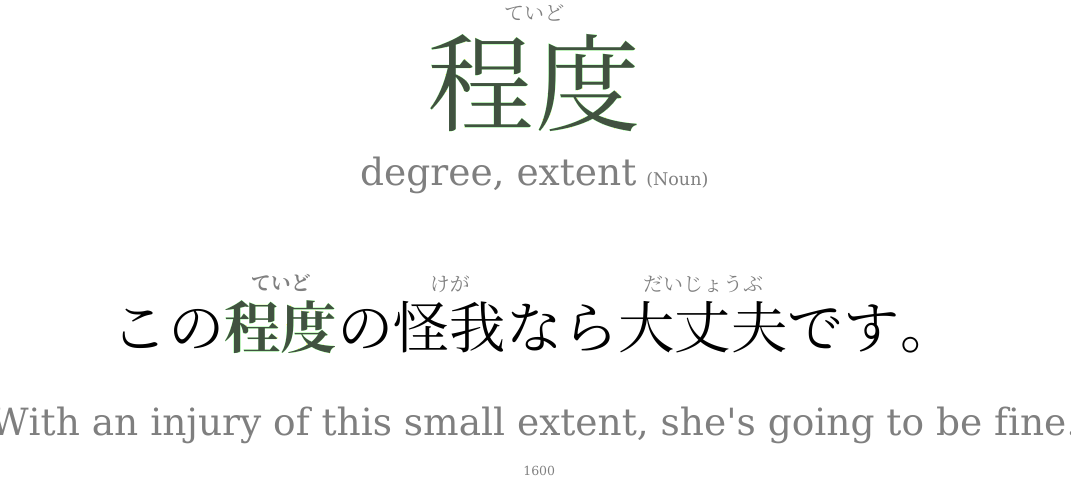 ていど
程度
degree, extent (Noun)
ていど けが だいじょうぶ
この程度の怪我なら大丈夫です。
With an injury of this small extent, she's going to be fine.
1600